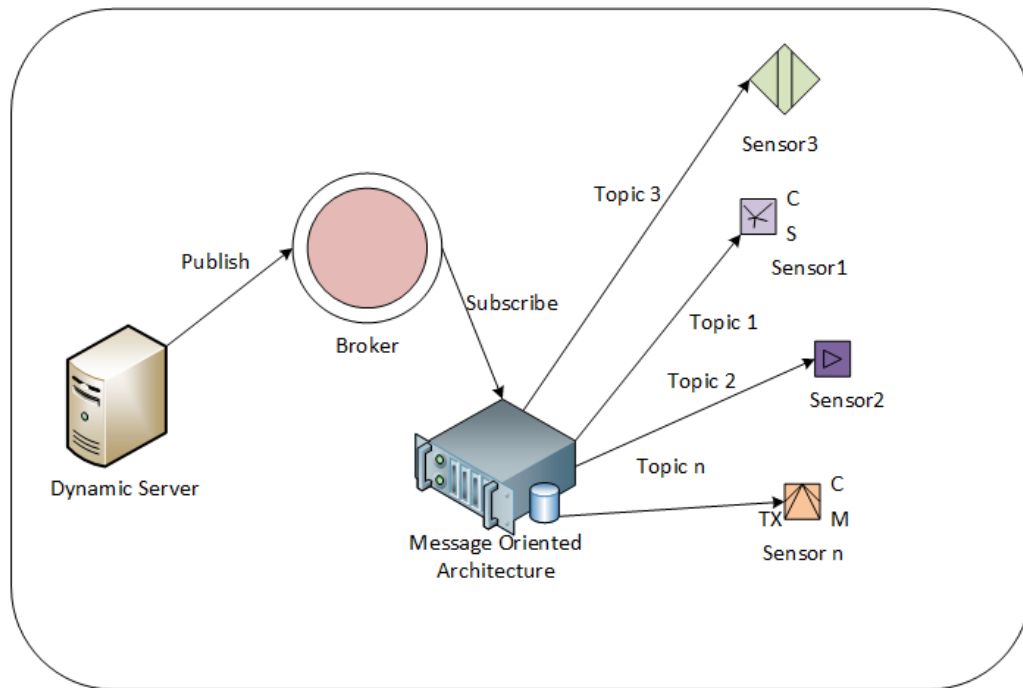 Sensor3
Topic 3
C
S
Sensor1
Publish
Subscribe
Broker
Topic 1
Topic 2
Sensor2
Dynamic Server
Topic n
C
TX
M
Sensor n
Message Oriented
Architecture